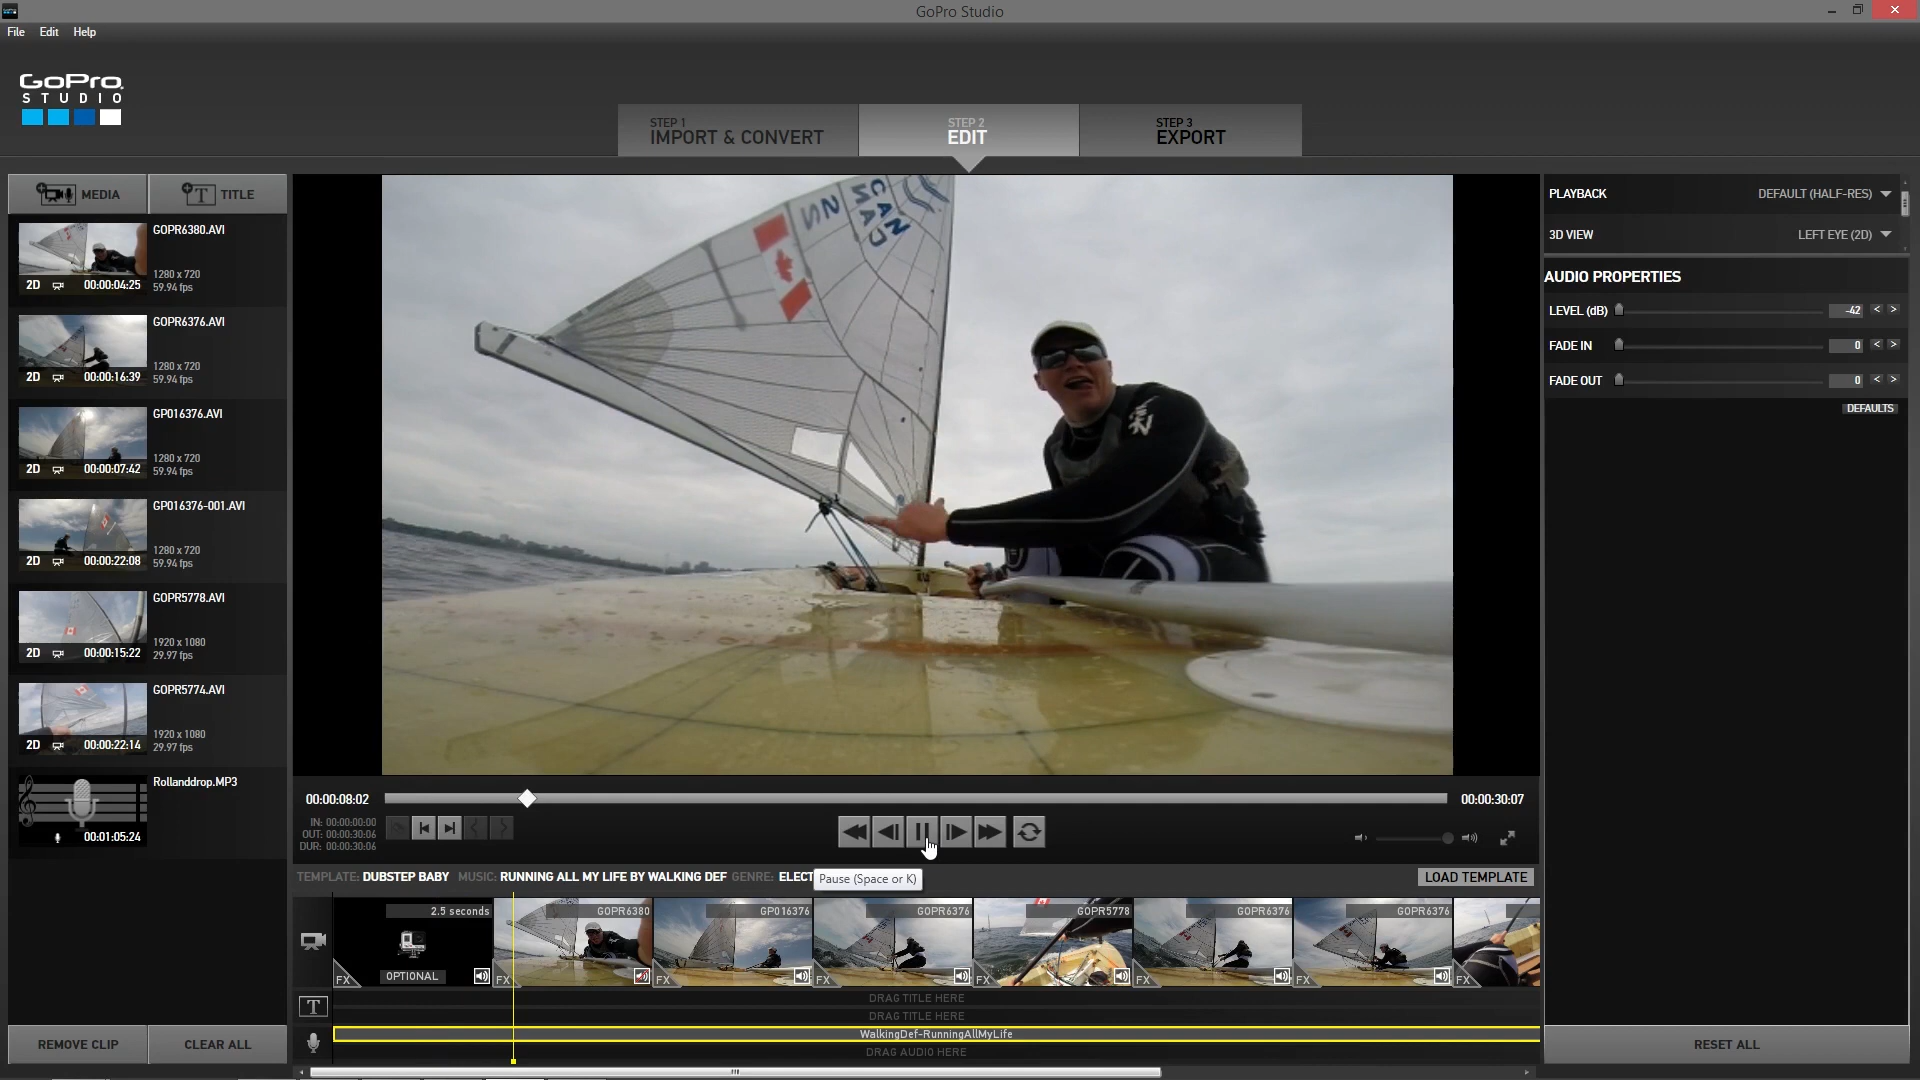 GoPro Studio
File Edit Help
GoPro
STUDIO
STEP 1
IMPORT & CONVERT
STEP 2
EDIT
STEP 3
EXPORT
MEDIA
TITLE
GOPR6380.AVI
1280 x 720
59.94 fps
2D 00:00:04:25
GOPR6376.AVI
1280 x 720
59.94 fps
2D 00:00:16:39
GP016376.AVI
1280 x 720
59.94 fps
2D 00:00:07:42
GP016376-001.AVI
1280 x 720
59.94 fps
2D 00:00:22:08
GOPR5778.AVI
1920 x 1080
29.97 fps
2D 00:00:15:22
GOPR5774.AVI
1920 x 1080
29.97 fps
2D 00:00:22:14
Rollanddrop.MP3
00:01:05:24
REMOVE CLIP
CLEAR ALL
CAN
2
00:00:08:02
00:00:30:07
IN: 00:00:00:00
OUT: 00:00:30:06
DUR: 00:00:30:06
TEMPLATE: DUBSTEP BABY MUSIC: RUNNING ALL MY LIFE BY WALKING DEF GENRE: ELECT
Pause (Space or K)
LOAD TEMPLATE
2.5 seconds
GOPR6380
GP016376
GOPR6376
GOPR5778
GOPR6376
GOPR6376
OPTIONAL
FX FX FX FX FX FX FX FX
T
DRAG TITLE HERE
DRAG TITLE HERE
WalkingDef-RunningAllMyLife
DRAG AUDIO HERE
PLAYBACK DEFAULT (HALF-RES)
3D VIEW LEFT EYE (2D)
AUDIO PROPERTIES
LEVEL (dB) -42 < >
FADE IN 0 < >
FADE OUT 0 < >
DEFAULTS
RESET ALL